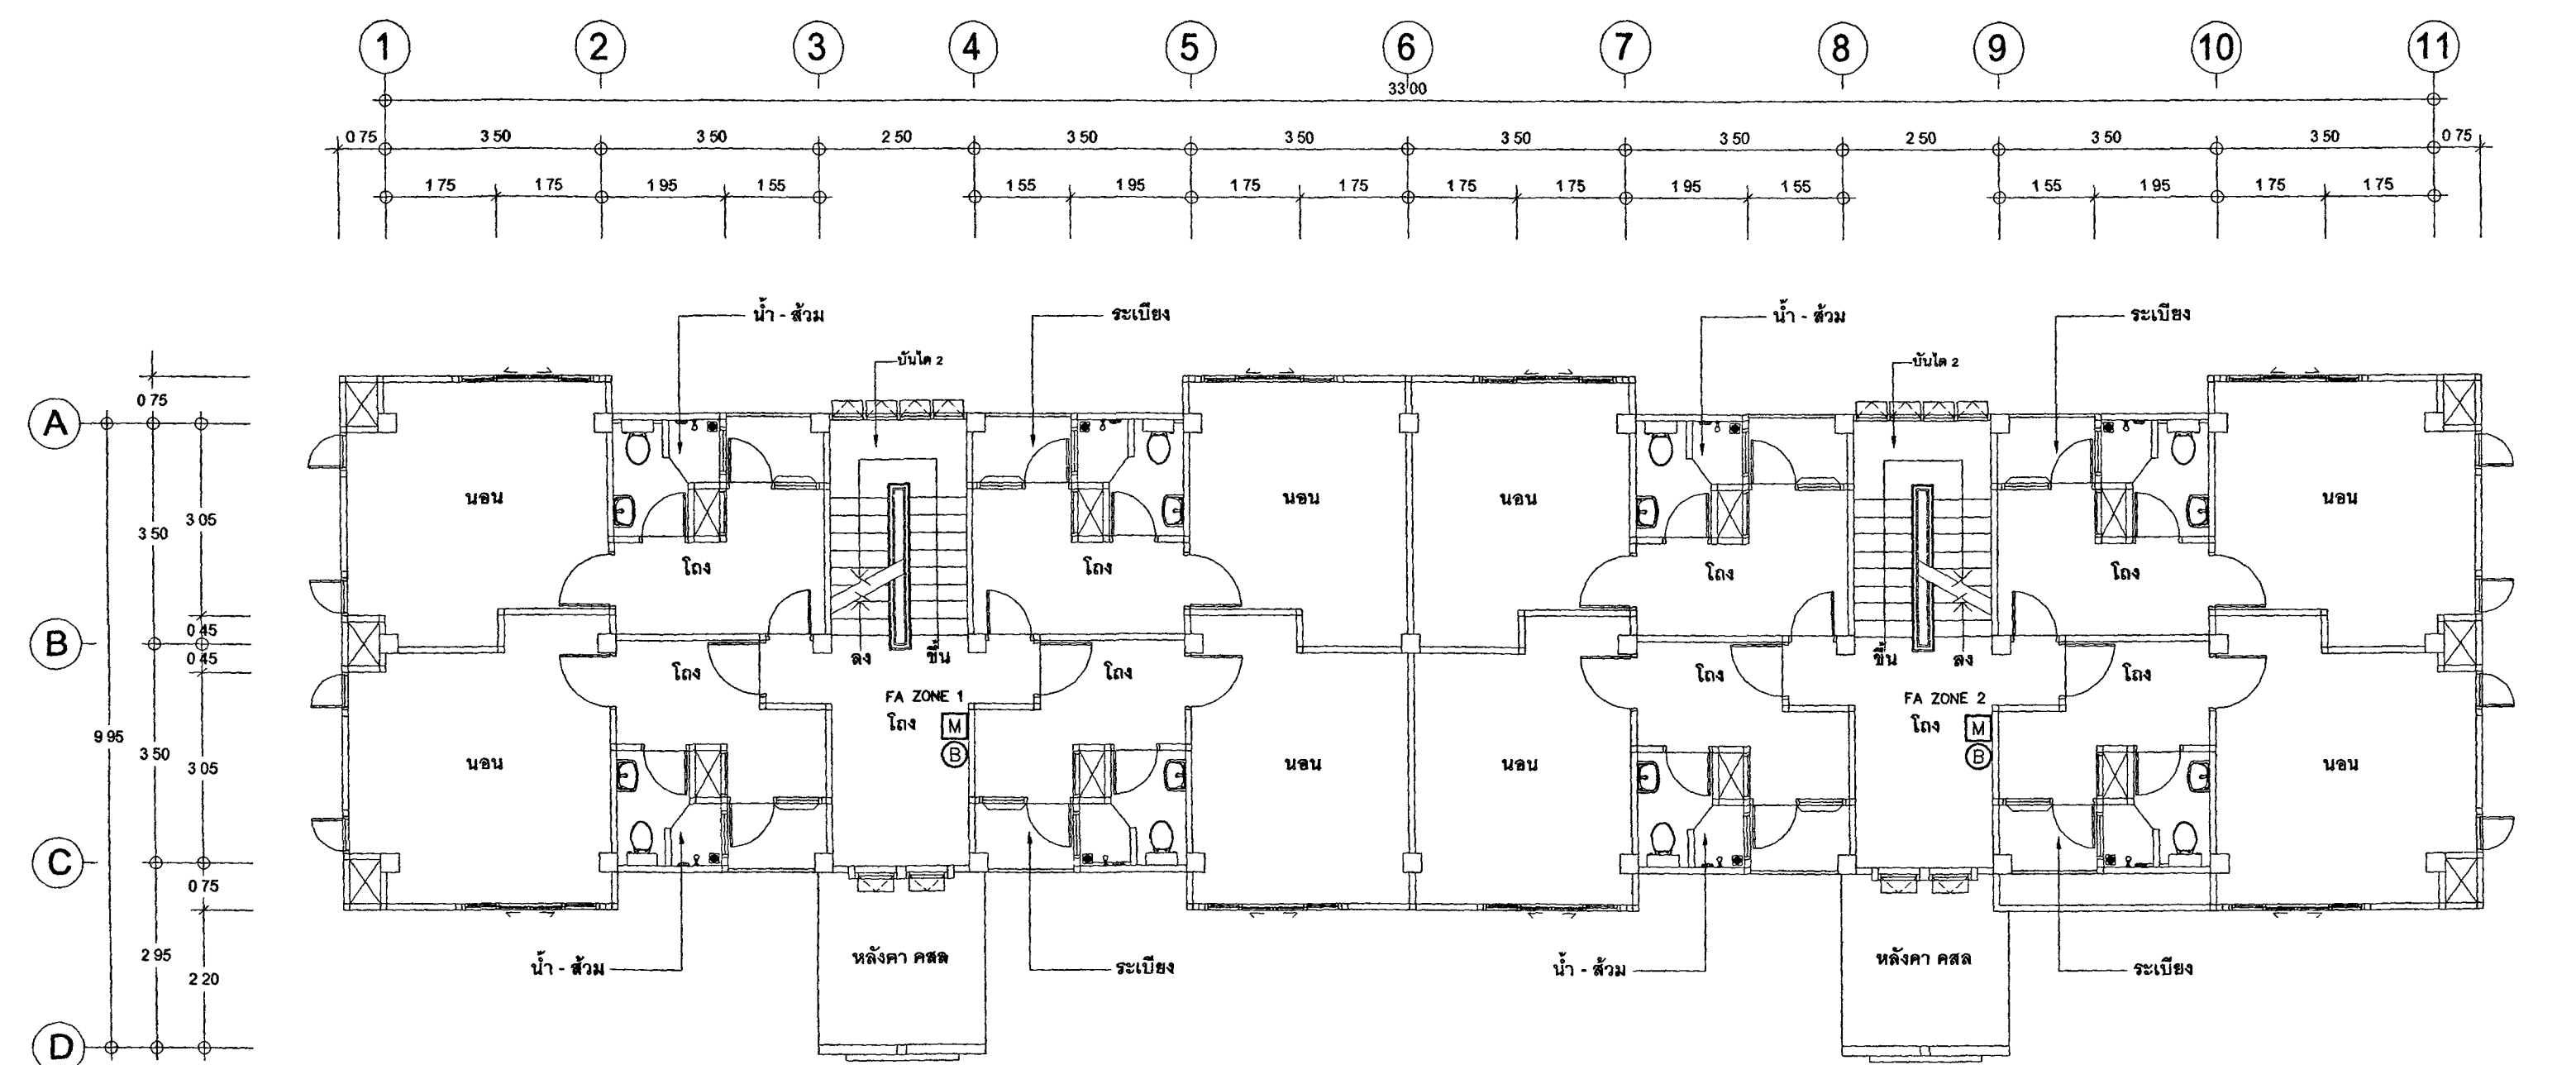 1 2 3 4 5 6 7 8 9 10 11
33 00
0 75 3 50 3 50 2 50 3 50 3 50 3 50 3 50 2 50 3 50 3 50 0 75
1 75 1 75 1 95 1 55 1 55 1 95 1 75 1 75 1 75 1 75 1 95 1 55 1 55 1 95 1 75 1 75
น้ำ - ส้วม ระเบียง น้ำ - ส้วม ระเบียง
บันได 2 บันได 2
0 75
A
นอน นอน นอน นอน
3 50 3 05
โถง โถง โถง โถง
B
0 45
0 45
ลง ขึ้น ขึ้น ลง
โถง โถง โถง โถง
FA ZONE 1 FA ZONE 2
โถง M โถง M
B B
9 95 3 50 3 05
นอน นอน นอน นอน
C
0 75
2 95 2 20
หลังคา คสล หลังคา คสล
น้ำ - ส้วม ระเบียง น้ำ - ส้วม ระเบียง
D